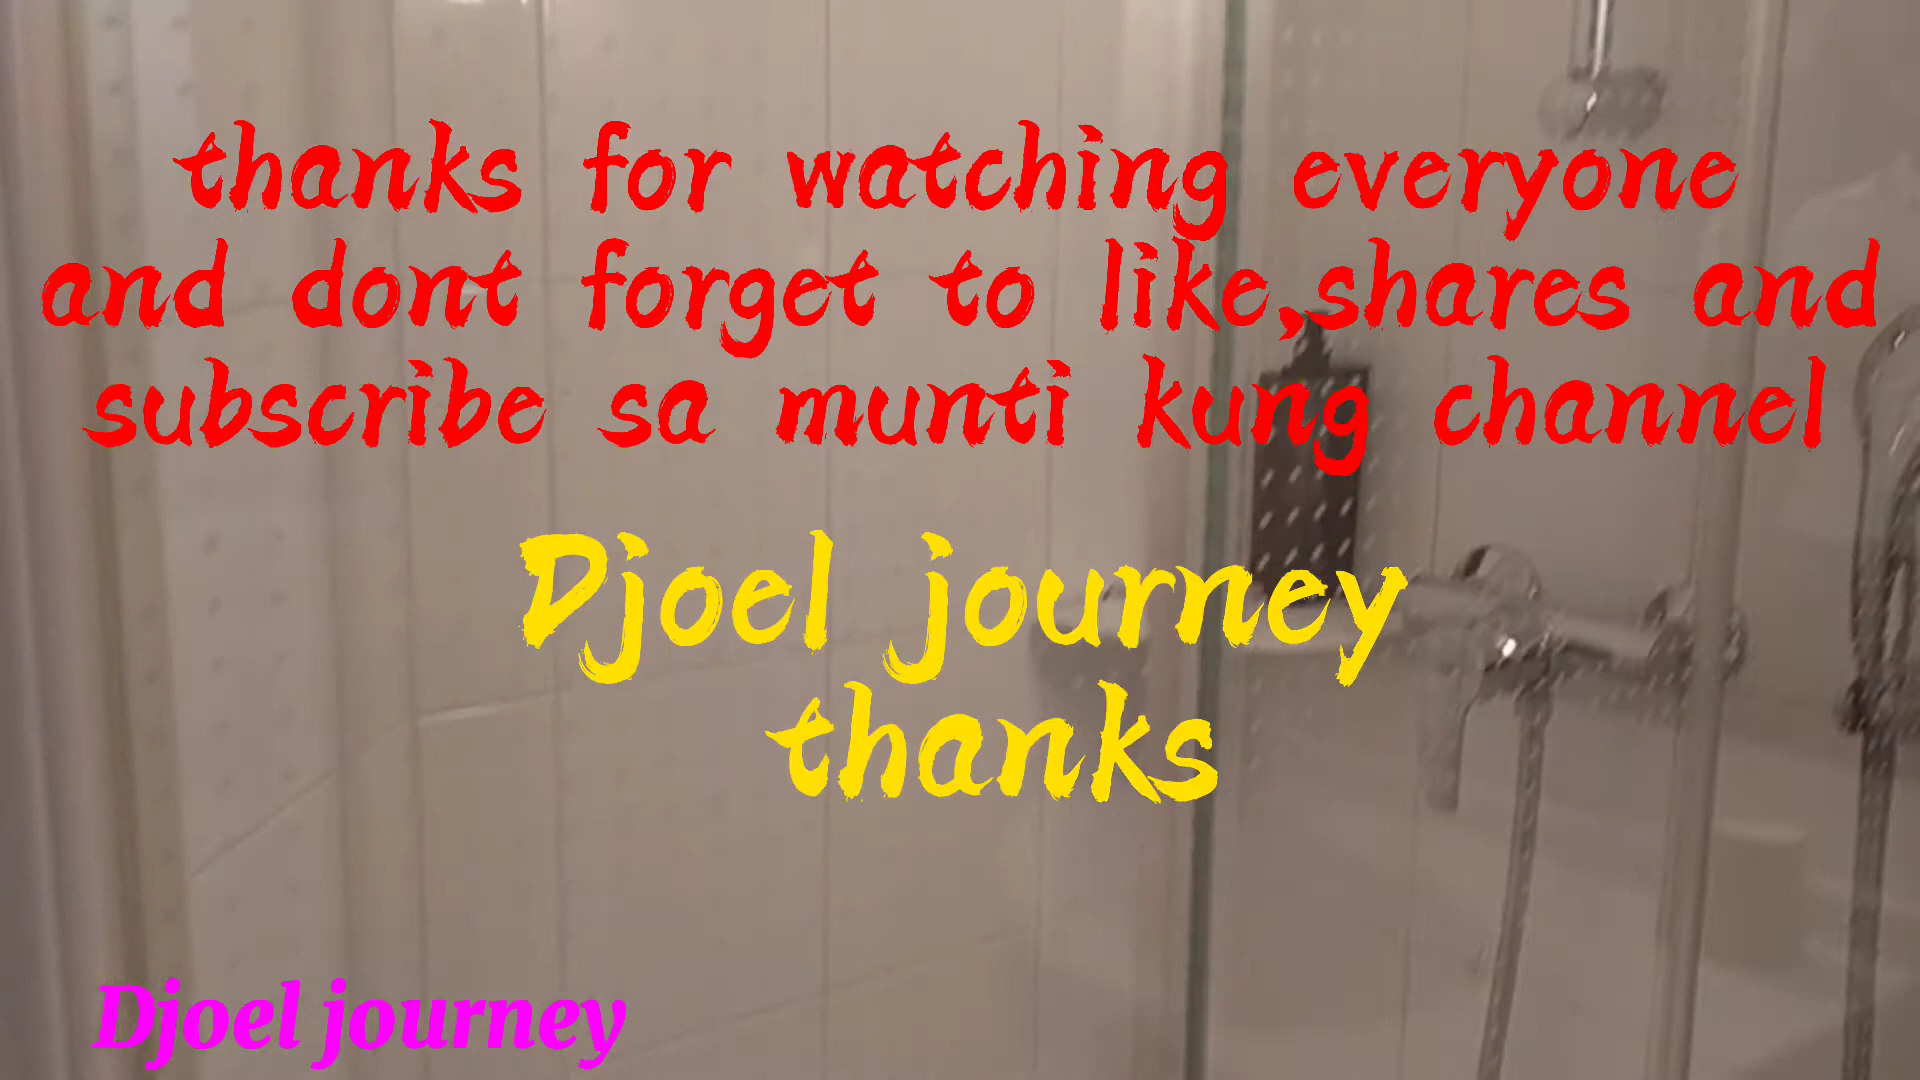 thanks for watching everyone
and dont forget to like,shares and
subscribe sa munti kung channel
Djoel journey
thanks
Djoel journey